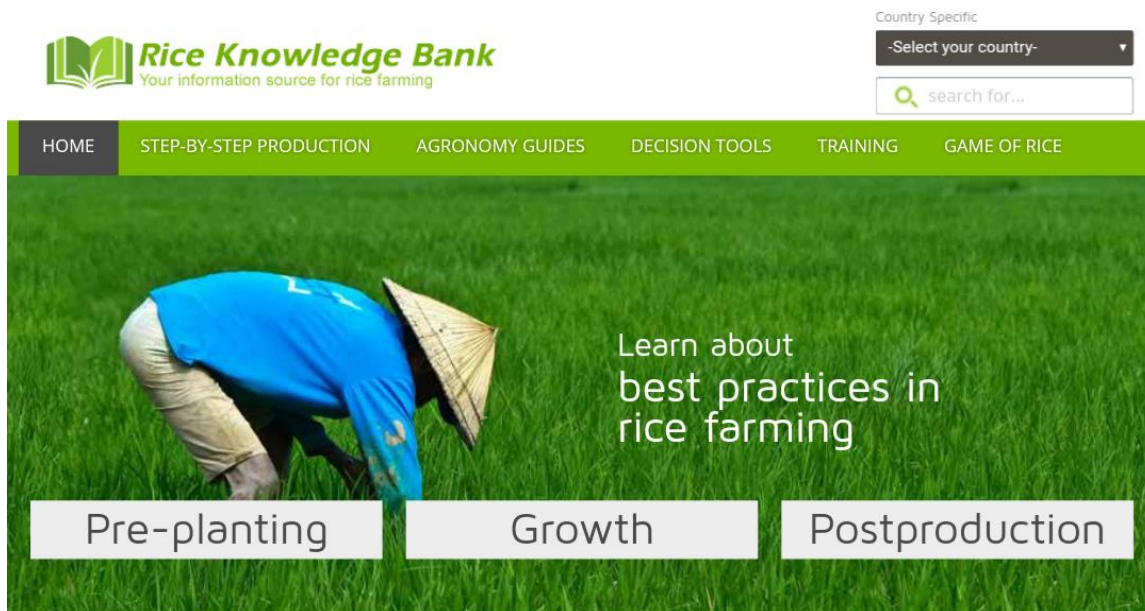 Country Specific
-Select your country-
Rice Knowledge Bank
Your information source for rice farming
search for...
HOME STEP-BY-STEP PRODUCTION AGRONOMY GUIDES DECISION TOOLS TRAINING GAME OF RICE
Learn about
best practices in
rice farming
Pre-planting Growth Postproduction